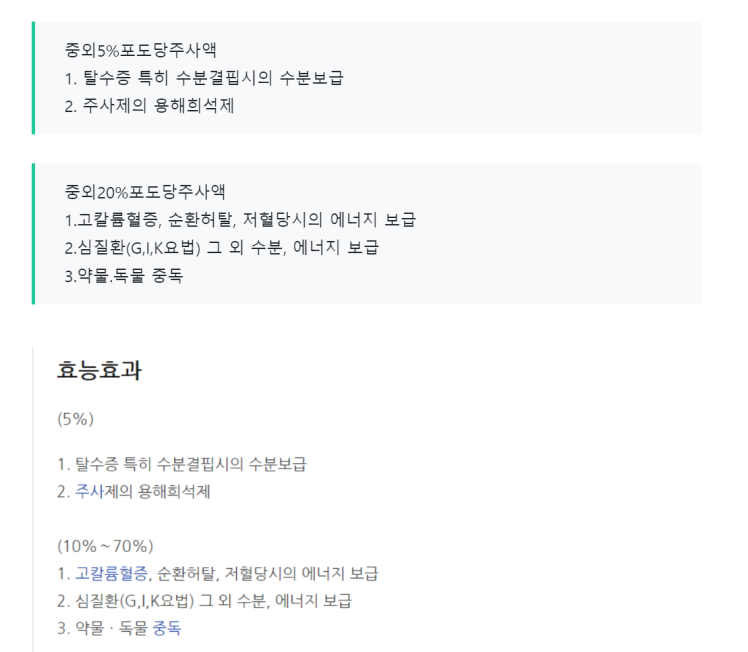 중외5%포도당주사액
1. 탈수증 특히 수분결핍시의 수분보급
2. 주사제의 용해희석제
중외20%포도당주사액
1.고칼륨혈증, 순환허탈, 저혈당시의 에너지 보급
2.심질환(G,I,K요법) 그 외 수분, 에너지 보급
3.약물.독물 중독
효능효과
(5%)
1. 탈수증 특히 수분결핍시의 수분보급
2. 주사제의 용해희석제
(10%~70%)
1. 고칼륨혈증, 순환허탈, 저혈당시의 에너지 보급
2. 심질환(G,I,K요법) 그 외 수분, 에너지 보급
3. 약물 · 독물 중독